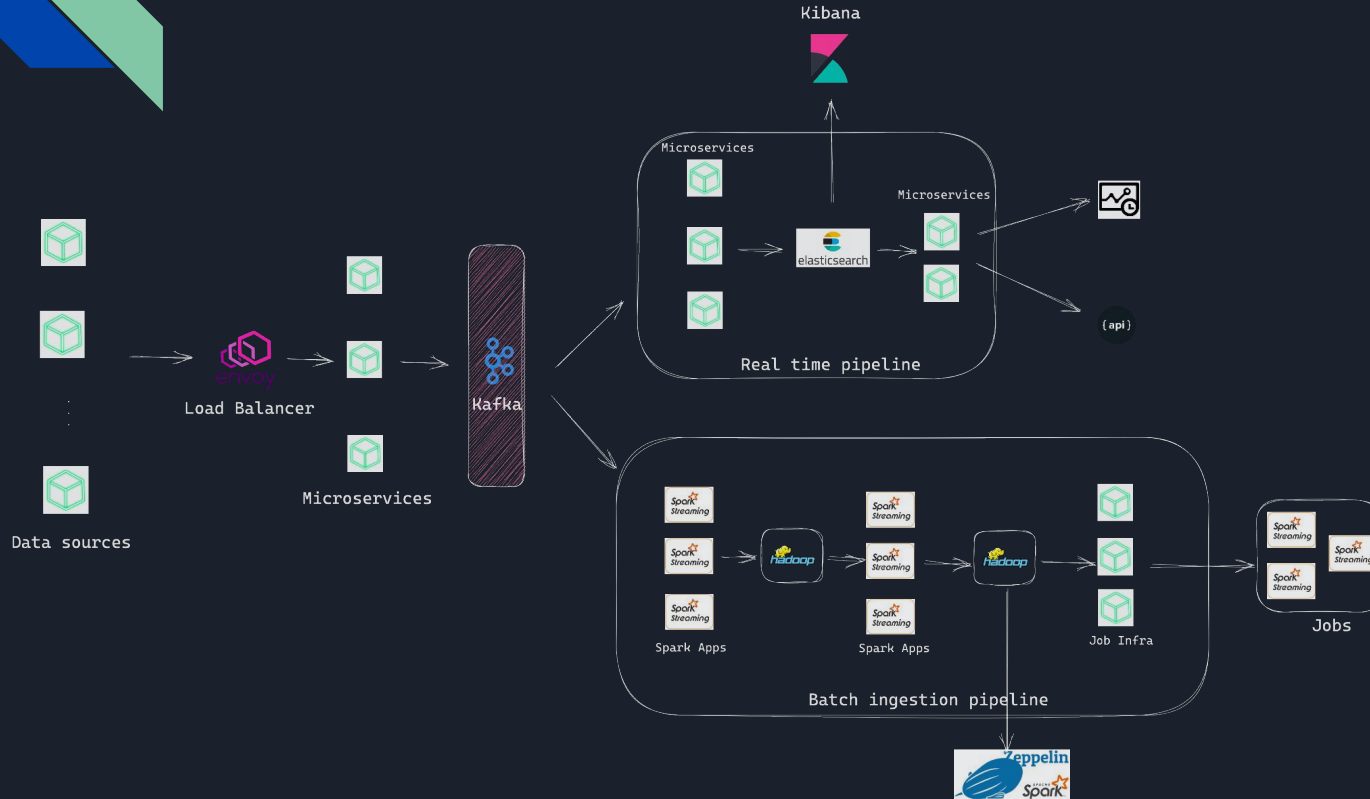 Kibana
Microservices
Microservices
elasticsearch
{api}
Real time pipeline
envoy
Load Balancer
Kafka
Microservices
Data sources
Spark Streaming
Spark Streaming
Spark Streaming
Spark Apps
hadoop
Spark Streaming
Spark Streaming
Spark Streaming
Spark Apps
hadoop
Job Infra
Batch ingestion pipeline
Spark Streaming
Spark Streaming
Spark Streaming
Jobs
Zeppelin
APACHE
Spark